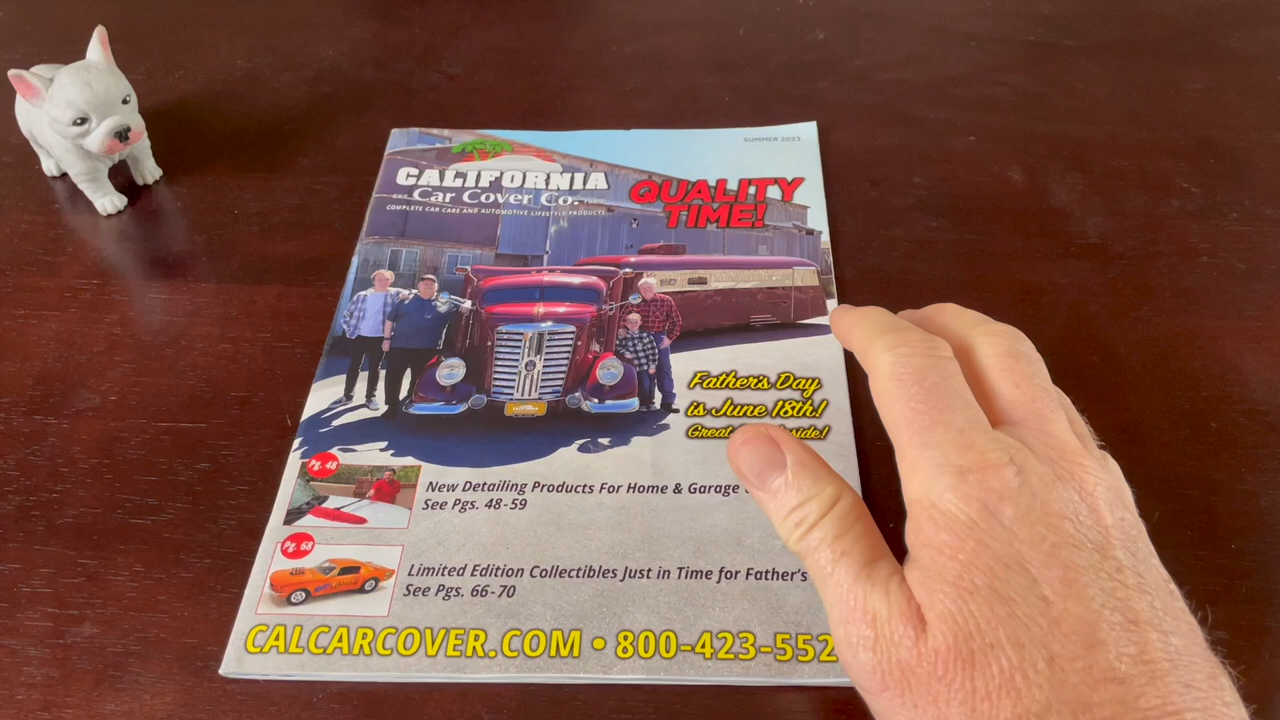 SUMMER 2023
CALIFORNIA
Car Cover Co.
COMPLETE CAR CARE AND AUTOMOTIVE LIFESTYLE PRODUCTS
QUALITY
TIME!
Father's Day
is June 18th!
Great side!
Pg. 48
New Detailing Products For Home & Garage
See Pgs. 48-59
Pg. 68
Limited Edition Collectibles Just in Time for Father's
See Pgs. 66-70
CALCARCOVER.COM • 800-423-552